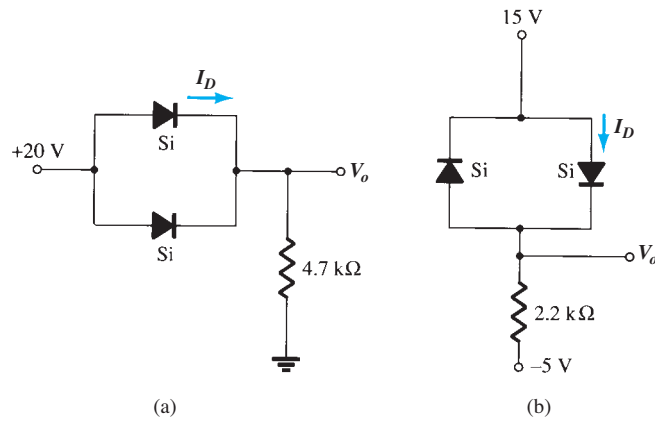 I_D
Si
+20 V
V_o
Si
4.7 kΩ
(a)
15 V
I_D
Si
Si
V_o
2.2 kΩ
–5 V
(b)